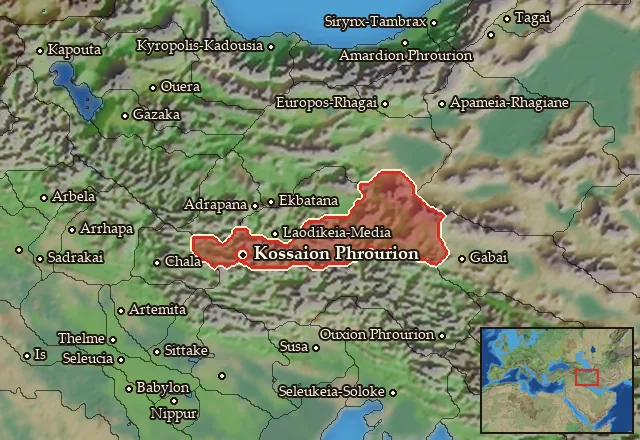 Sirynx-Tambrax
Tagai
Kapouta
Kyropolis-Kadousia
Amardion Phrourion
Ouera
Europos-Rhagai
Apameia-Rhagiane
Gazaka
Arbela
Adrapana
Ekbatana
Arrhapa
Laodikeia-Media
Kossaion Phrourion
Sadrakai
Chala
Gabai
Artemita
Ouxion Phrourion
Thelme
Susa
Sittake
Is
Seleucia
Babylon
Seleukeia-Soloke
Nippur